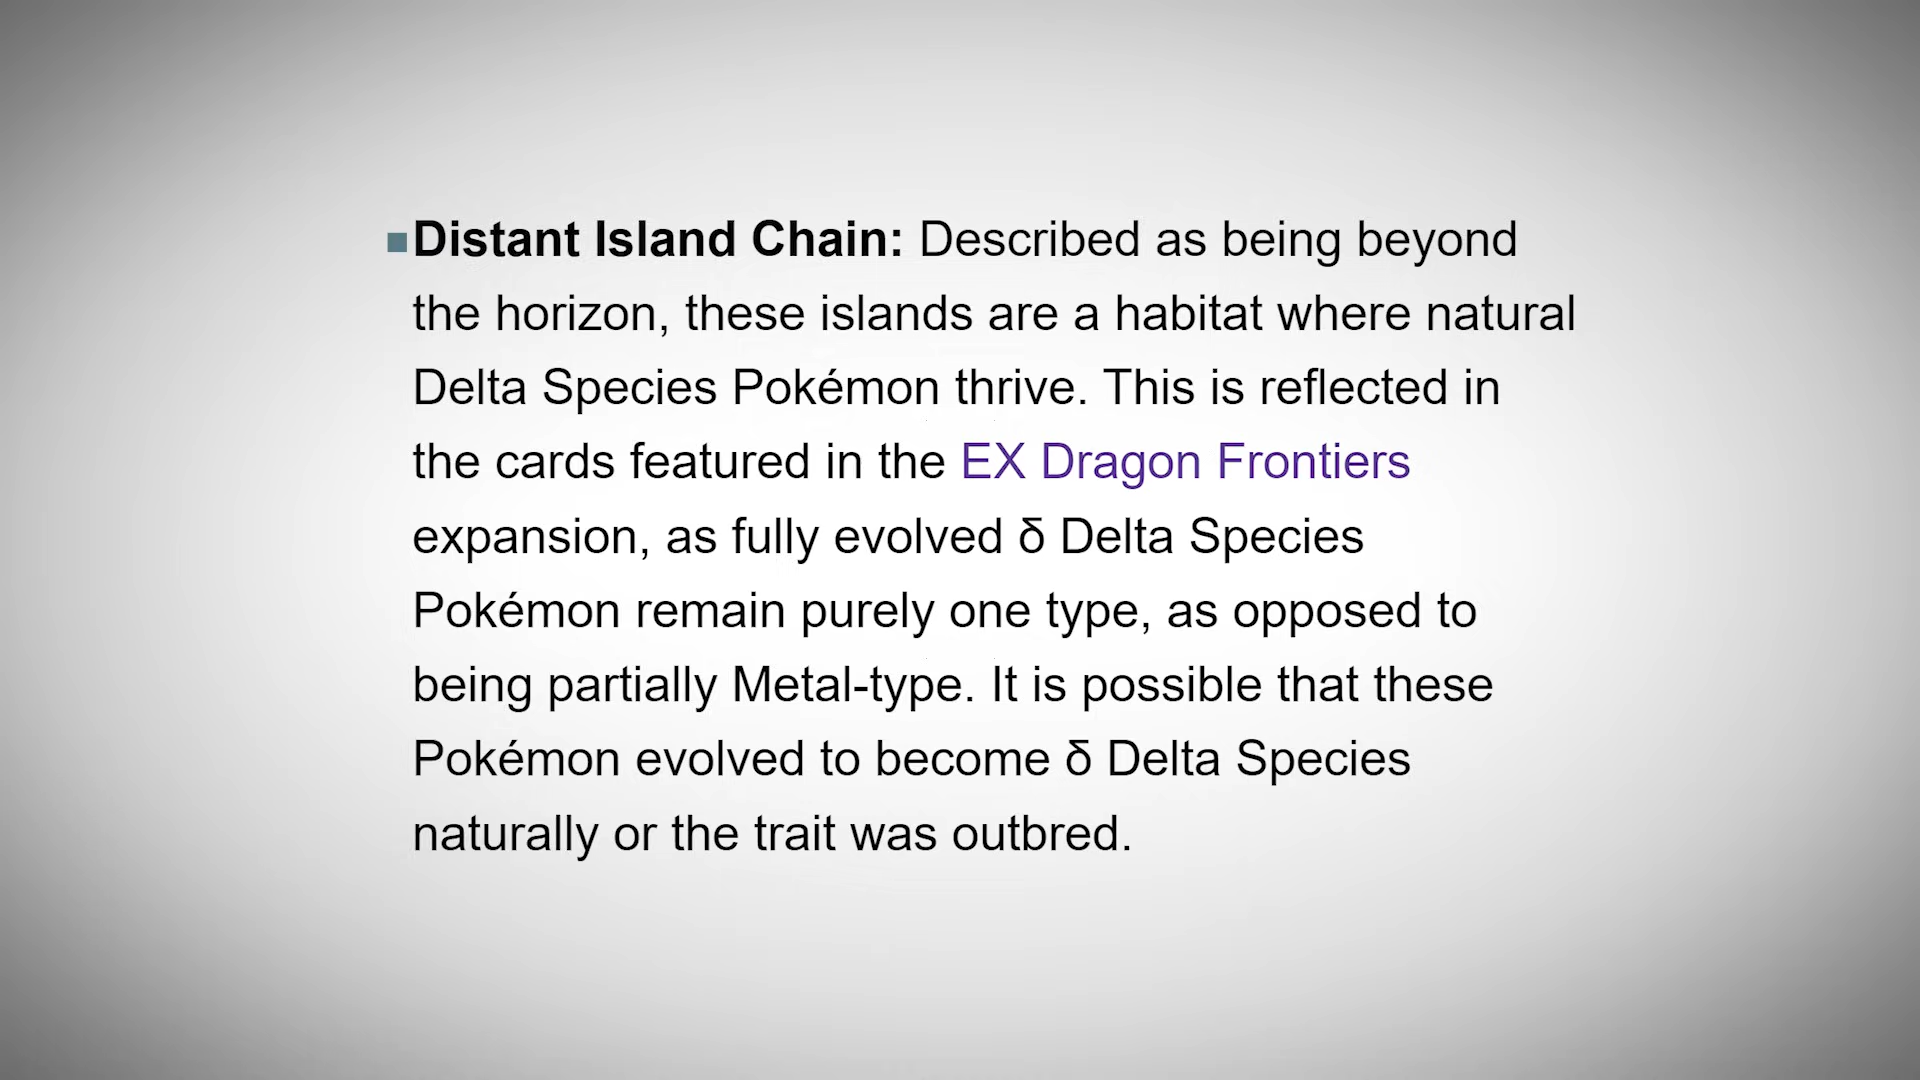 Distant Island Chain: Described as being beyond
the horizon, these islands are a habitat where natural
Delta Species Pokémon thrive. This is reflected in
the cards featured in the EX Dragon Frontiers
expansion, as fully evolved δ Delta Species
Pokémon remain purely one type, as opposed to
being partially Metal-type. It is possible that these
Pokémon evolved to become δ Delta Species
naturally or the trait was outbred.